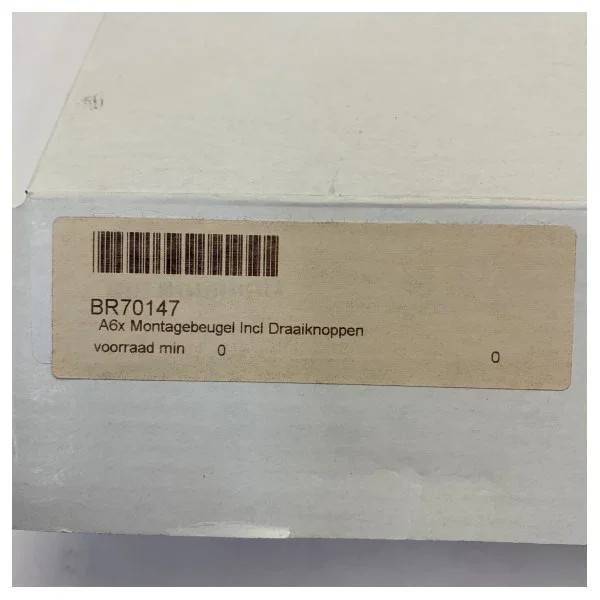 BR70147
A6x Montagebeugel Incl Draaiknoppen
voorraad min 0 0